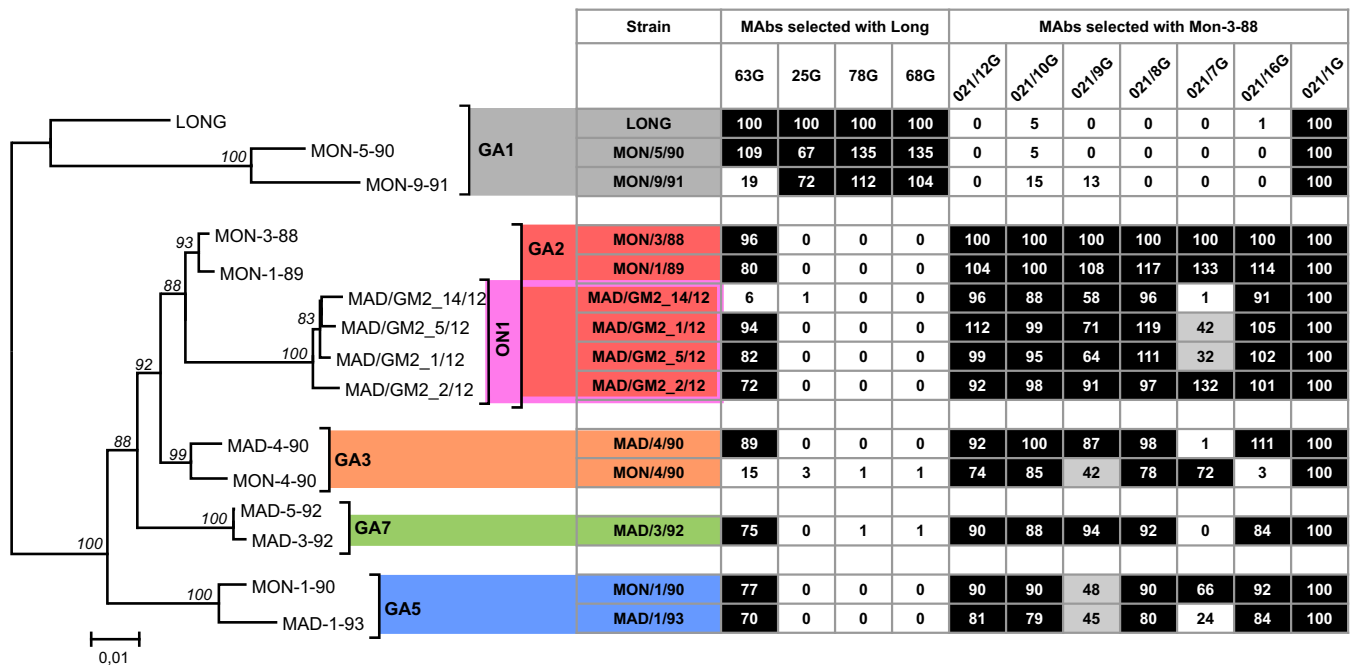 Strain MAbs selected with Long MAbs selected with Mon-3-88
63G 25G 78G 68G 021/12G 021/10G 021/9G 021/8G 021/7G 021/16G 021/1G
LONG
100
MON-5-90
MON-9-91
GA1
LONG 100 100 100 100 0 5 0 0 0 1 100
MON/5/90 109 67 135 135 0 5 0 0 0 0 100
MON/9/91 19 72 112 104 0 15 13 0 0 0 100
93
MON-3-88
MON-1-89
88
83
MAD/GM2_14/12
MAD/GM2_5/12
100
MAD/GM2_1/12
92
MAD/GM2_2/12
ON1
GA2
MON/3/88 96 0 0 0 100 100 100 100 100 100 100
MON/1/89 80 0 0 0 104 100 108 117 133 114 100
MAD/GM2_14/12 6 1 0 0 96 88 58 96 1 91 100
MAD/GM2_1/12 94 0 0 0 112 99 71 119 42 105 100
MAD/GM2_5/12 82 0 0 0 99 95 64 111 32 102 100
MAD/GM2_2/12 72 0 0 0 92 98 91 97 132 101 100
88
MAD-4-90
99
MON-4-90
GA3
MAD/4/90 89 0 0 0 92 100 87 98 1 111 100
MON/4/90 15 3 1 1 74 85 42 78 72 3 100
MAD-5-92
100
MAD-3-92
GA7
MAD/3/92 75 0 1 1 90 88 94 92 0 84 100
100
MON-1-90
100
MAD-1-93
GA5
MON/1/90 77 0 0 0 90 90 48 90 66 92 100
MAD/1/93 70 0 0 0 81 79 45 80 24 84 100
0,01